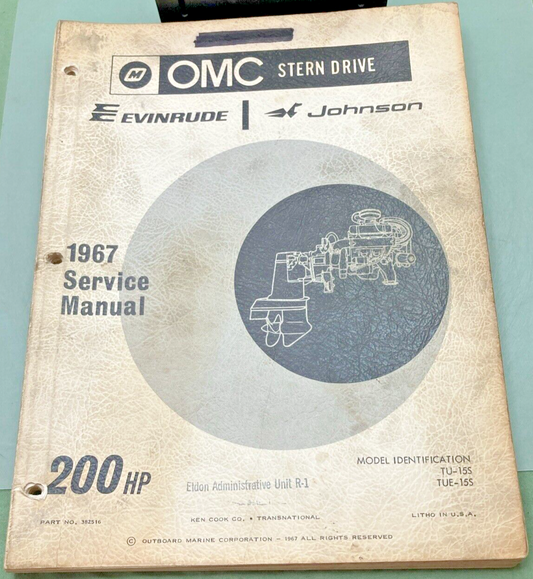 M OMC STERN DRIVE
EVINRUDE Johnson
1967
Service
Manual
200 HP
MODEL IDENTIFICATION
TU-15S
TUE-15S
Eldon Administrative Unit R-1
PART NO. 382516
KEN COOK CO. • TRANSNATIONAL
LITHO IN U.S.A.
© OUTBOARD MARINE CORPORATION - 1967 ALL RIGHTS RESERVED